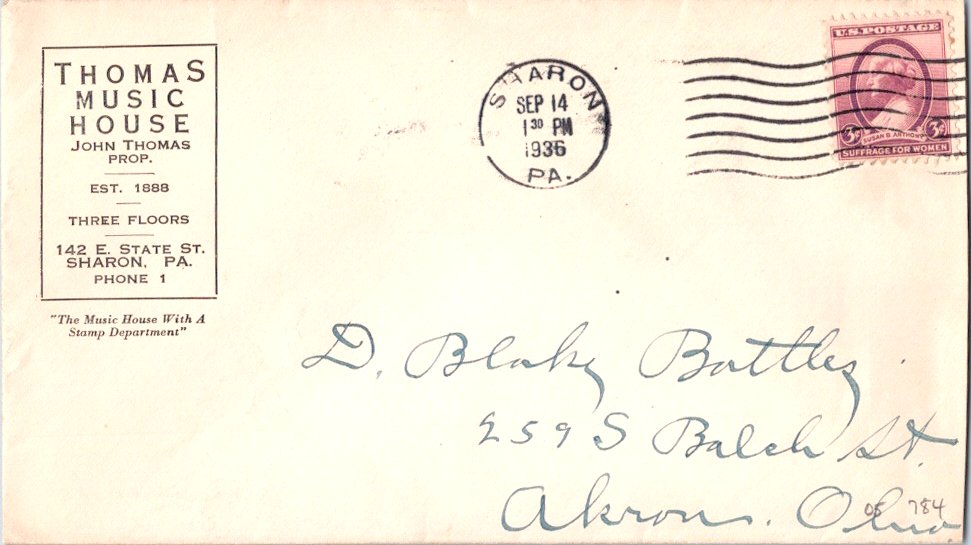 THOMAS
MUSIC
HOUSE
JOHN THOMAS
PROP.
EST. 1888
THREE FLOORS
142 E. STATE ST.
SHARON, PA.
PHONE 1
"The Music House With A
Stamp Department"
SHARON
SEP 14
1 30 PM
1936
PA.
U.S. POSTAGE
3¢ 3¢
SUSAN B. ANTHONY
SUFFRAGE FOR WOMEN
D. Blake Battles
259 S Balch St.
Akron. Ohio
05 784